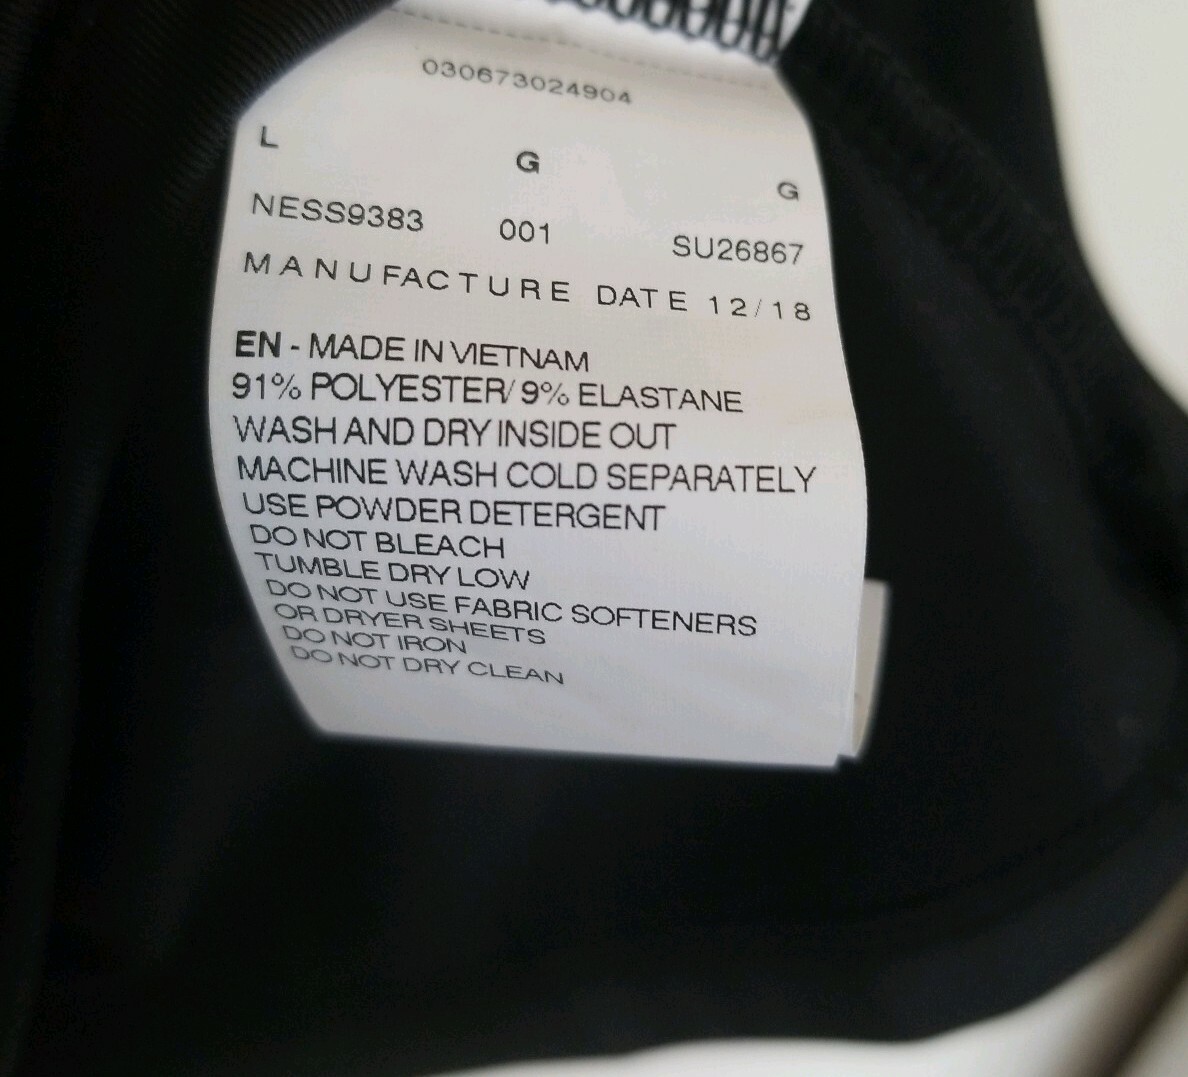 030673024904
L G G
NESS9383 001 SU26867
MANUFACTURE DATE 12/18
EN - MADE IN VIETNAM
91% POLYESTER/ 9% ELASTANE
WASH AND DRY INSIDE OUT
MACHINE WASH COLD SEPARATELY
USE POWDER DETERGENT
DO NOT BLEACH
TUMBLE DRY LOW
DO NOT USE FABRIC SOFTENERS
OR DRYER SHEETS
DO NOT IRON
DO NOT DRY CLEAN